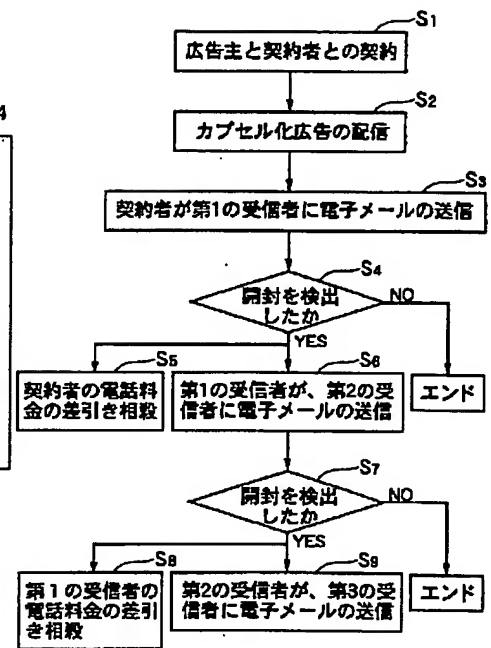 S1
広告主と契約者との契約
S2
カプセル化広告の配信
4
S3
契約者が第1の受信者に電子メールの送信
S4
開封を検出
したか
NO
YES
S5
契約者の電話料
金の差引き相殺
S6
第1の受信者が、第2の受
信者に電子メールの送信
エンド
S7
開封を検出
したか
NO
YES
S8
第1の受信者の
電話料金の差引
き相殺
S9
第2の受信者が、第3の受
信者に電子メールの送信
エンド